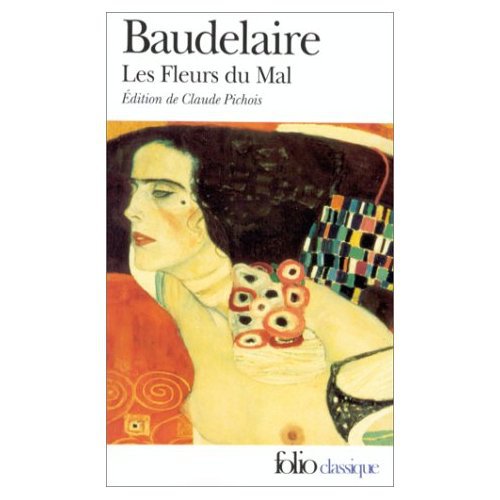 Baudelaire
Les Fleurs du Mal
Édition de Claude Pichois
folio classique